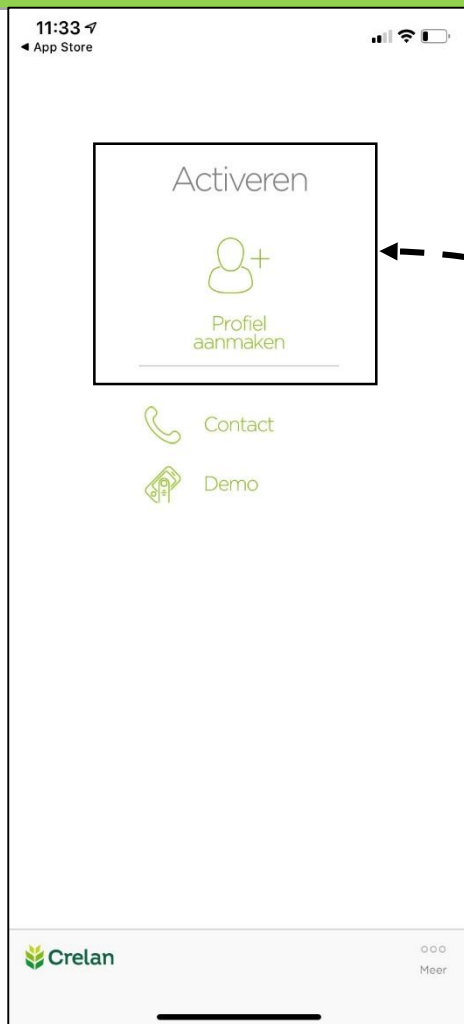 11:33
◀ App Store
Activeren
Profiel
aanmaken
Contact
Demo
Crelan
Meer